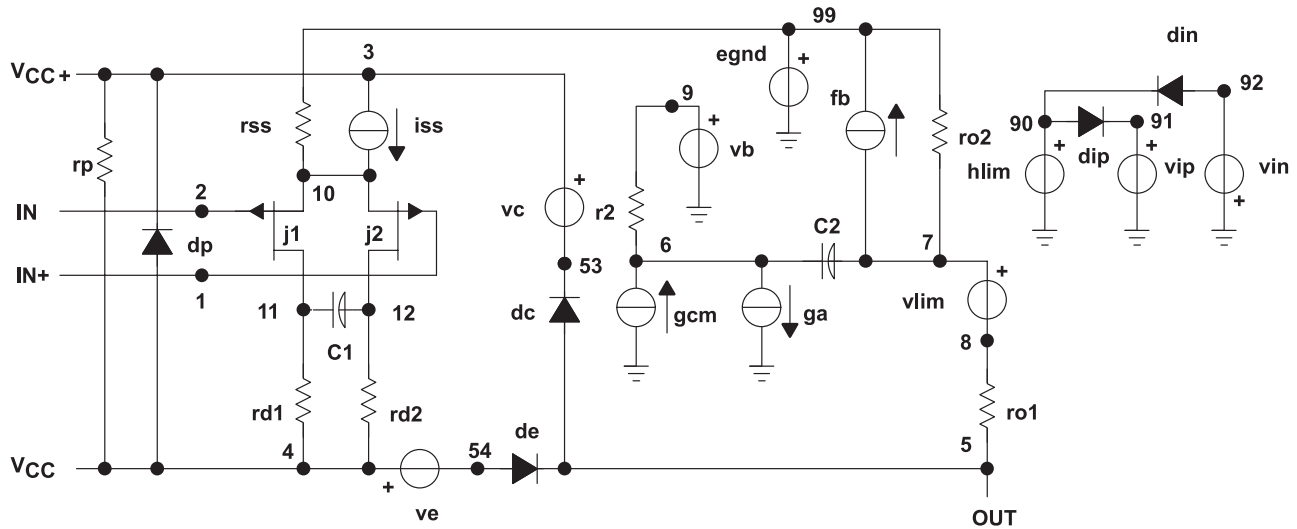 99
3
egnd
+
din
VCC+
92
+
9
fb
rss
iss
+
vb
ro2
90
91
rp
+
dip
+
hlim
vip
vin
+
10
2
+
IN
vc
r2
C2
j1
j2
6
7
dp
IN+
53
+
1
gcm
ga
vlim
11
12
dc
8
C1
rd1
rd2
ro1
de
5
4
54
VCC
+
ve
OUT